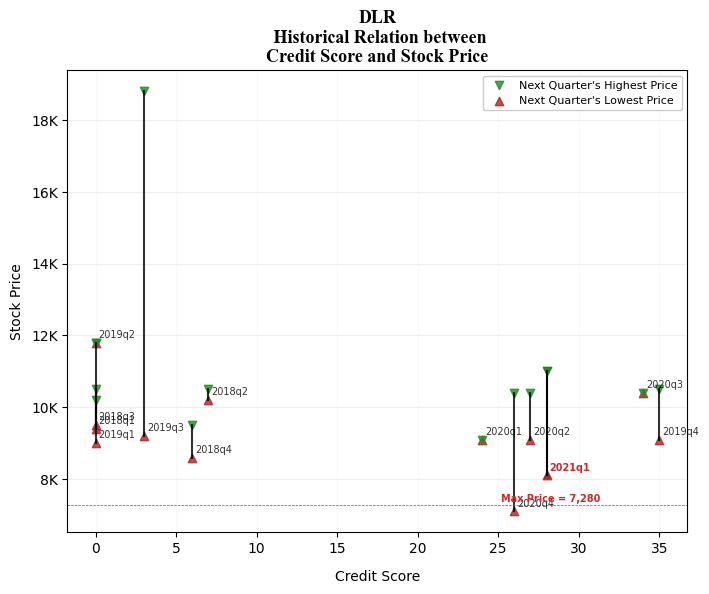 DLR
Historical Relation between
Credit Score and Stock Price
Next Quarter's Highest Price
Next Quarter's Lowest Price
18K
16K
14K
12K
10K
8K
Stock Price
2019q2
2018q3
2018q1
2019q1
2019q3
2018q4
2018q2
2020q1
2020q2
2020q3
2019q4
2021q1
Max Price = 7,280
2020q4
0 5 10 15 20 25 30 35
Credit Score